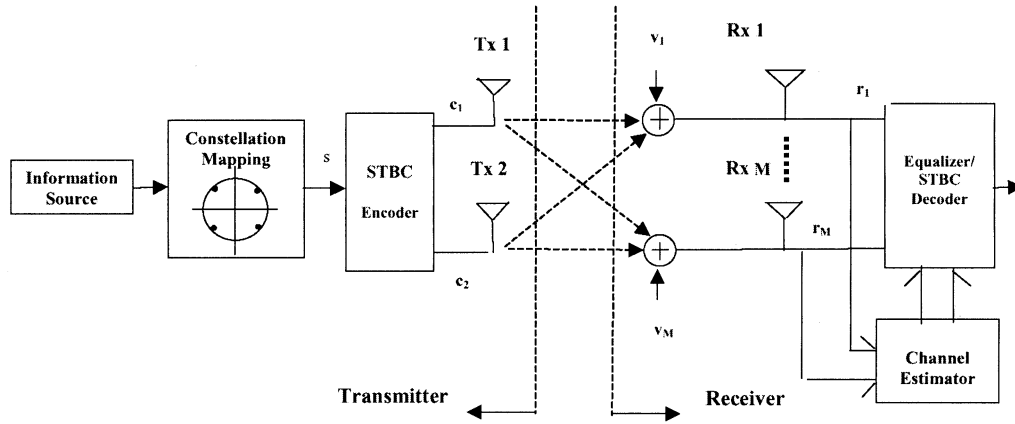 Information
Source
Constellation
Mapping
s
STBC
Encoder
c1
c2
Tx 1
Tx 2
v1
vM
Rx 1
Rx M
r1
rM
Equalizer/
STBC
Decoder
Channel
Estimator
Transmitter
Receiver